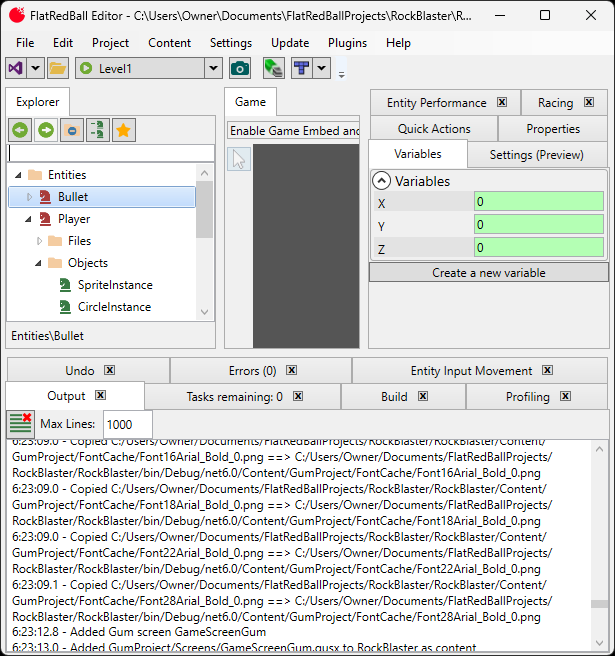 FlatRedBall Editor - C:\Users\Owner\Documents\FlatRedBallProjects\RockBlaster\R...
File Edit Project Content Settings Update Plugins Help
Level1
Explorer
Game
Entity Performance
Racing
Quick Actions
Properties
Variables
Settings (Preview)
Enable Game Embed and
Entities
Bullet
Player
Files
Objects
SpriteInstance
CircleInstance
Entities\Bullet
Variables
X 0
Y 0
Z 0
Create a new variable
Undo
Errors (0)
Entity Input Movement
Output
Tasks remaining: 0
Build
Profiling
Max Lines: 1000
6:23:09.0 - Copied C:/Users/Owner/Documents/FlatRedBallProjects/RockBlaster/RockBlaster/Content/
GumProject/FontCache/Font16Arial_Bold_0.png ==> C:/Users/Owner/Documents/FlatRedBallProjects/
RockBlaster/RockBlaster/bin/Debug/net6.0/Content/GumProject/FontCache/Font16Arial_Bold_0.png
6:23:09.0 - Copied C:/Users/Owner/Documents/FlatRedBallProjects/RockBlaster/RockBlaster/Content/
GumProject/FontCache/Font18Arial_Bold_0.png ==> C:/Users/Owner/Documents/FlatRedBallProjects/
RockBlaster/RockBlaster/bin/Debug/net6.0/Content/GumProject/FontCache/Font18Arial_Bold_0.png
6:23:09.0 - Copied C:/Users/Owner/Documents/FlatRedBallProjects/RockBlaster/RockBlaster/Content/
GumProject/FontCache/Font22Arial_Bold_0.png ==> C:/Users/Owner/Documents/FlatRedBallProjects/
RockBlaster/RockBlaster/bin/Debug/net6.0/Content/GumProject/FontCache/Font22Arial_Bold_0.png
6:23:09.1 - Copied C:/Users/Owner/Documents/FlatRedBallProjects/RockBlaster/RockBlaster/Content/
GumProject/FontCache/Font28Arial_Bold_0.png ==> C:/Users/Owner/Documents/FlatRedBallProjects/
RockBlaster/RockBlaster/bin/Debug/net6.0/Content/GumProject/FontCache/Font28Arial_Bold_0.png
6:23:12.8 - Added Gum screen GameScreenGum
6:23:13.0 - Added GumProject/Screens/GameScreenGum.gusx to RockBlaster as content